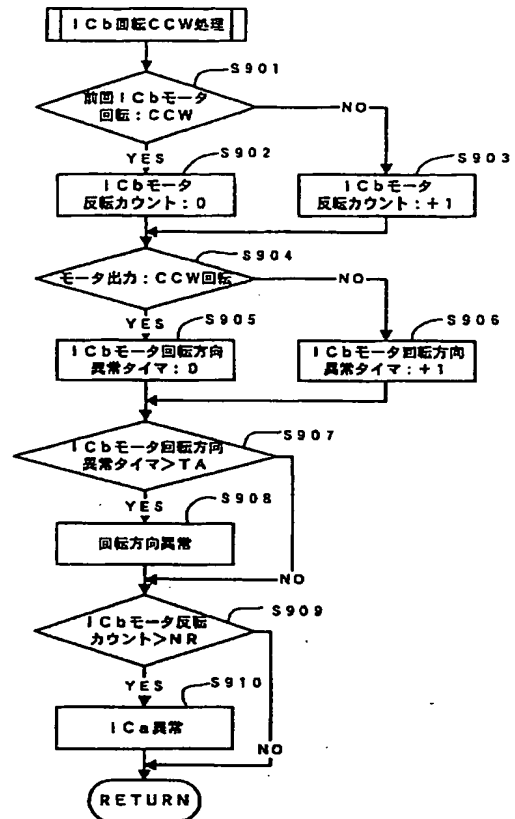 ICb回転CCW処理
S901
前回ICbモータ
回転：CCW
NO
YES
S902
S903
ICbモータ
反転カウント：0
ICbモータ
反転カウント：+1
S904
モータ出力：CCW回転
NO
YES
S905
S906
ICbモータ回転方向
異常タイマ：0
ICbモータ回転方向
異常タイマ：+1
S907
ICbモータ回転方向
異常タイマ>TA
YES
S908
回転方向異常
NO
S909
ICbモータ反転
カウント>NR
YES
S910
ICa異常
NO
RETURN